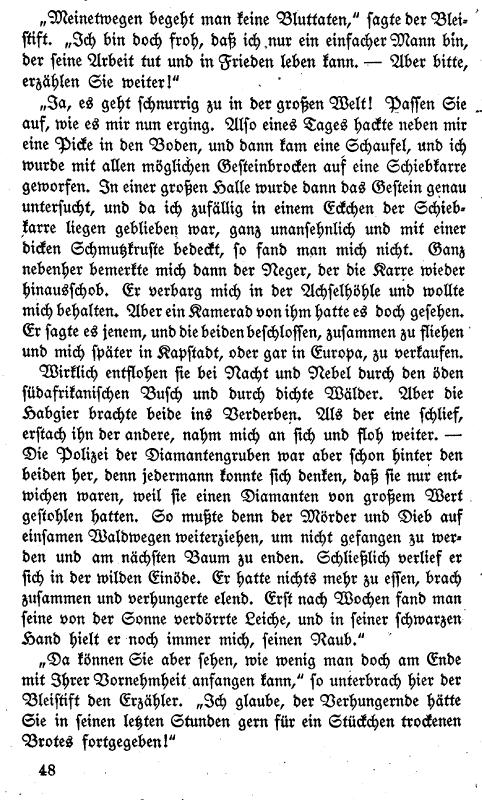 „Meinetwegen begeht man keine Bluttaten,“ sagte der Blei-
stift. „Ich bin doch froh, daß ich nur ein einfacher Mann bin,
der seine Arbeit tut und in Frieden leben kann. — Aber bitte,
erzählen Sie weiter!“
„Ja, es geht schnurrig zu in der großen Welt! Passen Sie
auf, wie es mir nun erging. Also eines Tages hackte neben mir
eine Picke in den Boden, und dann kam eine Schaufel, und ich
wurde mit allen möglichen Gesteinbrocken auf eine Schiebkarre
geworfen. In einer großen Halle wurde dann das Gestein genau
untersucht, und da ich zufällig in einem Eckchen der Schieb-
karre liegen geblieben war, ganz unansehnlich und mit einer
dicken Schmutzkruste bedeckt, so fand man mich nicht. Ganz
nebenher bemerkte mich dann der Neger, der die Karre wieder
hinausschob. Er verbarg mich in der Achselhöhle und wollte
mich behalten. Aber ein Kamerad von ihm hatte es doch gesehen.
Er sagte es jenem, und die beiden beschlossen, zusammen zu fliehen
und mich später in Kapstadt, oder gar in Europa, zu verkaufen.
Wirklich entflohen sie bei Nacht und Nebel durch den öden
südafrikanischen Busch und durch dichte Wälder. Aber die
Habgier brachte beide ins Verderben. Als der eine schlief,
erstach ihn der andere, nahm mich an sich und floh weiter. —
Die Polizei der Diamantengruben war aber schon hinter den
beiden her, denn jedermann konnte sich denken, daß sie nur ent-
wichen waren, weil sie einen Diamanten von großem Wert
gestohlen hatten. So mußte denn der Mörder und Dieb auf
einsamen Waldwegen weiterziehen, um nicht gefangen zu wer-
den und am nächsten Baum zu enden. Schließlich verlief er
sich in der wilden Einöde. Er hatte nichts mehr zu essen, brach
zusammen und verhungerte elend. Erst nach Wochen fand man
seine von der Sonne verdörrte Leiche, und in seiner schwarzen
Hand hielt er noch immer mich, seinen Raub.“
„Da können Sie aber sehen, wie wenig man doch am Ende
mit Ihrer Vornehmheit anfangen kann,“ so unterbrach hier der
Bleistift den Erzähler. „Ich glaube, der Verhungernde hätte
Sie in seinen letzten Stunden gern für ein Stückchen trockenen
Brotes fortgegeben!“
48